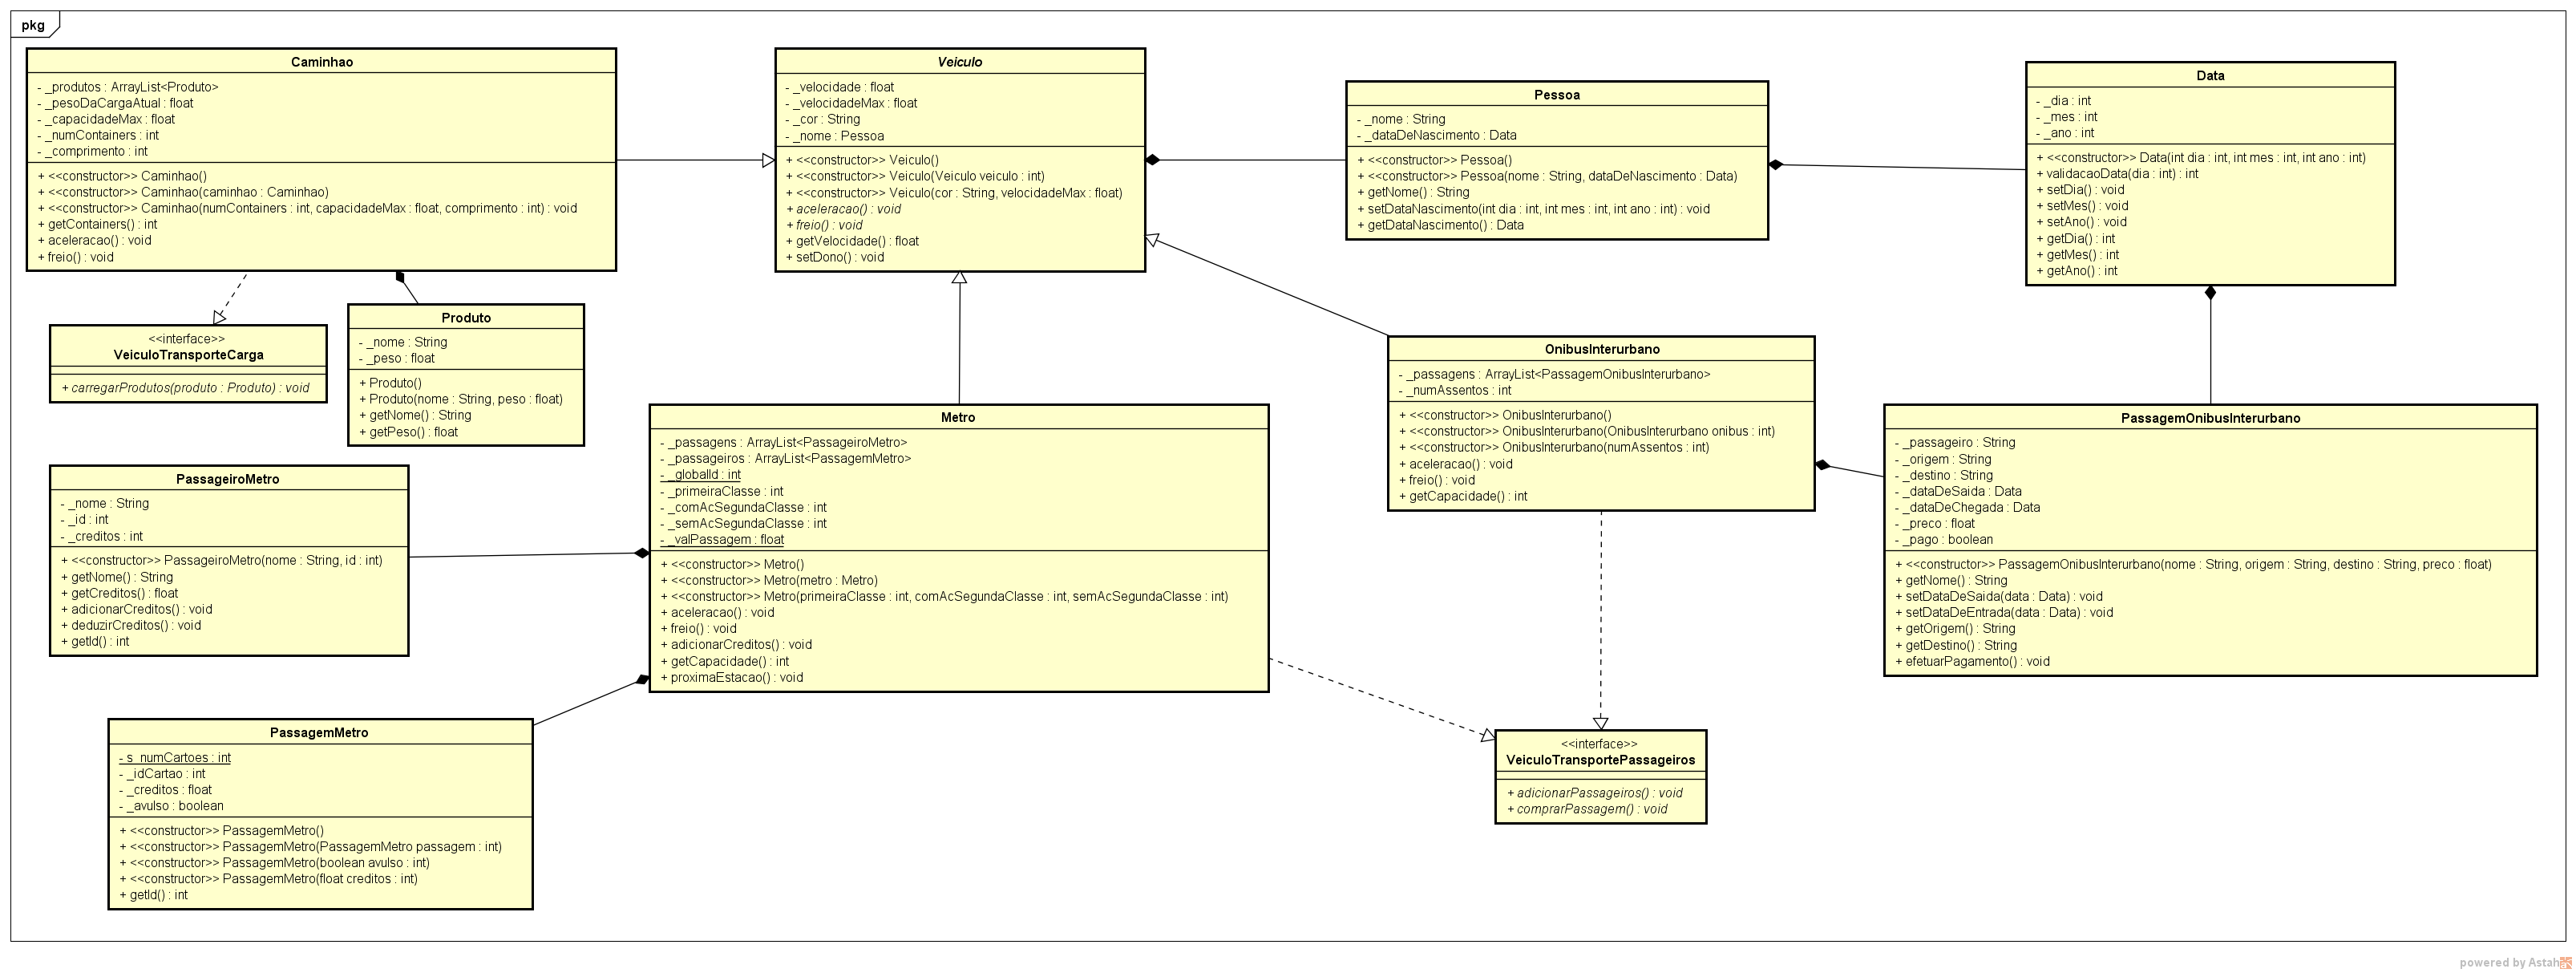 pkg
Caminhao
- _produtos : ArrayList<Produto>
- _pesoDaCargaAtual : float
- _capacidadeMax : float
- _numContainers : int
- _comprimento : int
+ <<constructor>> Caminhao()
+ <<constructor>> Caminhao(caminhao : Caminhao)
+ <<constructor>> Caminhao(numContainers : int, capacidadeMax : float, comprimento : int) : void
+ getContainers() : int
+ aceleracao() : void
+ freio() : void
Veiculo
- _velocidade : float
- _velocidadeMax : float
- _cor : String
- _nome : Pessoa
+ <<constructor>> Veiculo()
+ <<constructor>> Veiculo(Veiculo veiculo : int)
+ <<constructor>> Veiculo(cor : String, velocidadeMax : float)
+ aceleracao() : void
+ freio() : void
+ getVelocidade() : float
+ setDono() : void
Pessoa
- _nome : String
- _dataDeNascimento : Data
+ <<constructor>> Pessoa()
+ <<constructor>> Pessoa(nome : String, dataDeNascimento : Data)
+ getNome() : String
+ setDataNascimento(int dia : int, int mes : int, int ano : int) : void
+ getDataNascimento() : Data
Data
- _dia : int
- _mes : int
- _ano : int
+ <<constructor>> Data(int dia : int, int mes : int, int ano : int)
+ validacaoData(dia : int) : int
+ setDia() : void
+ setMes() : void
+ setAno() : void
+ getDia() : int
+ getMes() : int
+ getAno() : int
<<interface>>
VeiculoTransporteCarga
+ carregarProdutos(produto : Produto) : void
Produto
- _nome : String
- _peso : float
+ Produto()
+ Produto(nome : String, peso : float)
+ getNome() : String
+ getPeso() : float
OnibusInterurbano
- _passagens : ArrayList<PassagemOnibusInterurbano>
- _numAssentos : int
+ <<constructor>> OnibusInterurbano()
+ <<constructor>> OnibusInterurbano(OnibusInterurbano onibus : int)
+ <<constructor>> OnibusInterurbano(numAssentos : int)
+ aceleracao() : void
+ freio() : void
+ getCapacidade() : int
Metro
- _passagens : ArrayList<PassageiroMetro>
- _passageiros : ArrayList<PassagemMetro>
- _globalId : int
- _primeiraClasse : int
- _comAcSegundaClasse : int
- _semAcSegundaClasse : int
- _valPassagem : float
+ <<constructor>> Metro()
+ <<constructor>> Metro(metro : Metro)
+ <<constructor>> Metro(primeiraClasse : int, comAcSegundaClasse : int, semAcSegundaClasse : int)
+ aceleracao() : void
+ freio() : void
+ adicionarCreditos() : void
+ getCapacidade() : int
+ proximaEstacao() : void
PassagemOnibusInterurbano
- _passageiro : String
- _origem : String
- _destino : String
- _dataDeSaida : Data
- _dataDeChegada : Data
- _preco : float
- _pago : boolean
+ <<constructor>> PassagemOnibusInterurbano(nome : String, origem : String, destino : String, preco : float)
+ getNome() : String
+ setDataDeSaida(data : Data) : void
+ setDataDeEntrada(data : Data) : void
+ getOrigem() : String
+ getDestino() : String
+ efetuarPagamento() : void
PassageiroMetro
- _nome : String
- _id : int
- _creditos : int
+ <<constructor>> PassageiroMetro(nome : String, id : int)
+ getNome() : String
+ getCreditos() : float
+ adicionarCreditos() : void
+ deduzirCreditos() : void
+ getId() : int
PassagemMetro
- s_numCartoes : int
- _idCartao : int
- _creditos : float
- _avulso : boolean
+ <<constructor>> PassagemMetro()
+ <<constructor>> PassagemMetro(PassagemMetro passagem : int)
+ <<constructor>> PassagemMetro(boolean avulso : int)
+ <<constructor>> PassagemMetro(float creditos : int)
+ getId() : int
<<interface>>
VeiculoTransportePassageiros
+ adicionarPassageiros() : void
+ comprarPassagem() : void
powered by Astah